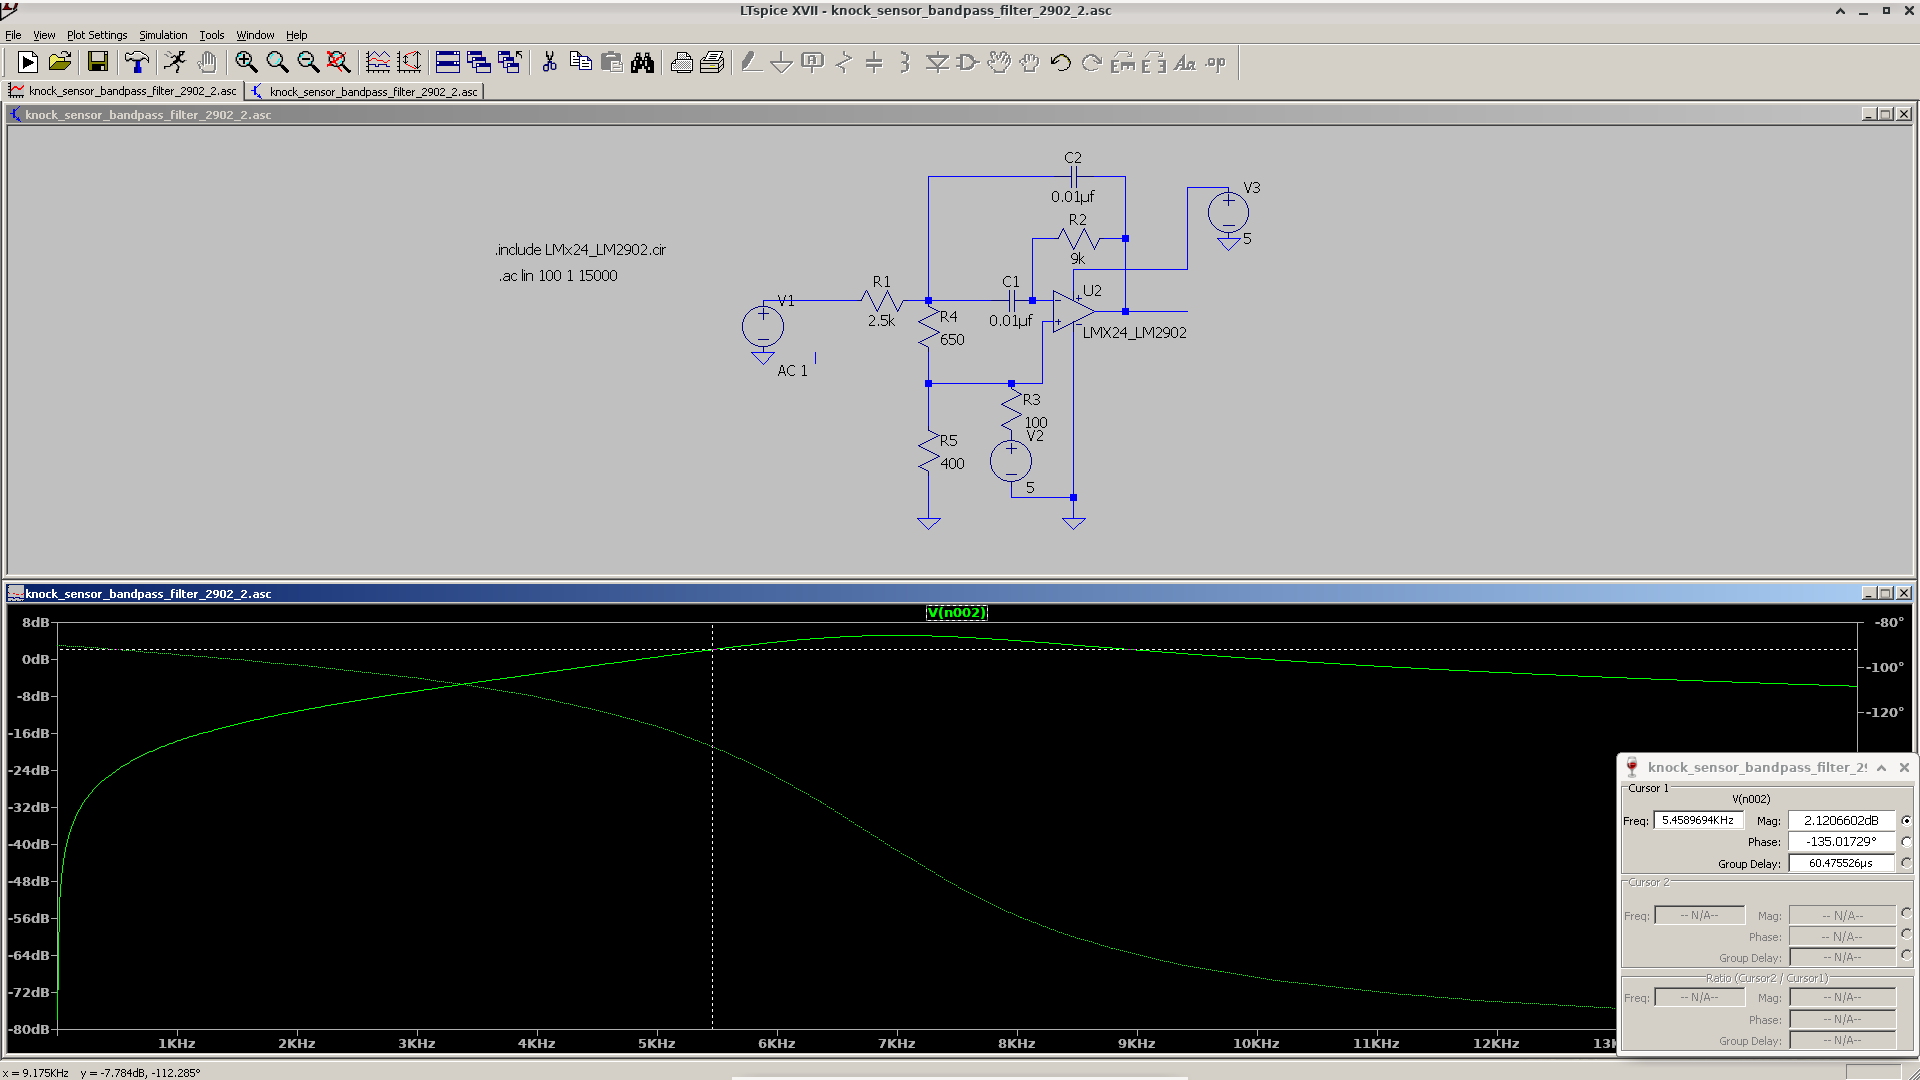 LTspice XVII - knock_sensor_bandpass_filter_2902_2.asc
File View Plot Settings Simulation Tools Window Help
knock_sensor_bandpass_filter_2902_2.asc knock_sensor_bandpass_filter_2902_2.asc
knock_sensor_bandpass_filter_2902_2.asc
C2
0.01µf
V3
5
R2
9k
.include LMx24_LM2902.cir
.ac lin 100 1 15000
V1
AC 1
R1
2.5k
C1
0.01µf
U2
LMX24_LM2902
R4
650
R3
100
V2
5
R5
400
knock_sensor_bandpass_filter_2902_2.asc
V(n002)
8dB
0dB
-8dB
-16dB
-24dB
-32dB
-40dB
-48dB
-56dB
-64dB
-72dB
-80dB
-80°
-100°
-120°
1KHz 2KHz 3KHz 4KHz 5KHz 6KHz 7KHz 8KHz 9KHz 10KHz 11KHz 12KHz
knock_sensor_bandpass_filter_29
Cursor 1
V(n002)
Freq: 5.4589694KHz Mag: 2.1206602dB
Phase: -135.01729°
Group Delay: 60.475526µs
Cursor 2
Freq: -- N/A-- Mag: -- N/A--
Phase: -- N/A--
Group Delay: -- N/A--
Ratio (Cursor2 / Cursor1)
Freq: -- N/A-- Mag: -- N/A--
Phase: -- N/A--
Group Delay: -- N/A--
x = 9.175KHz y = -7.784dB, -112.285°